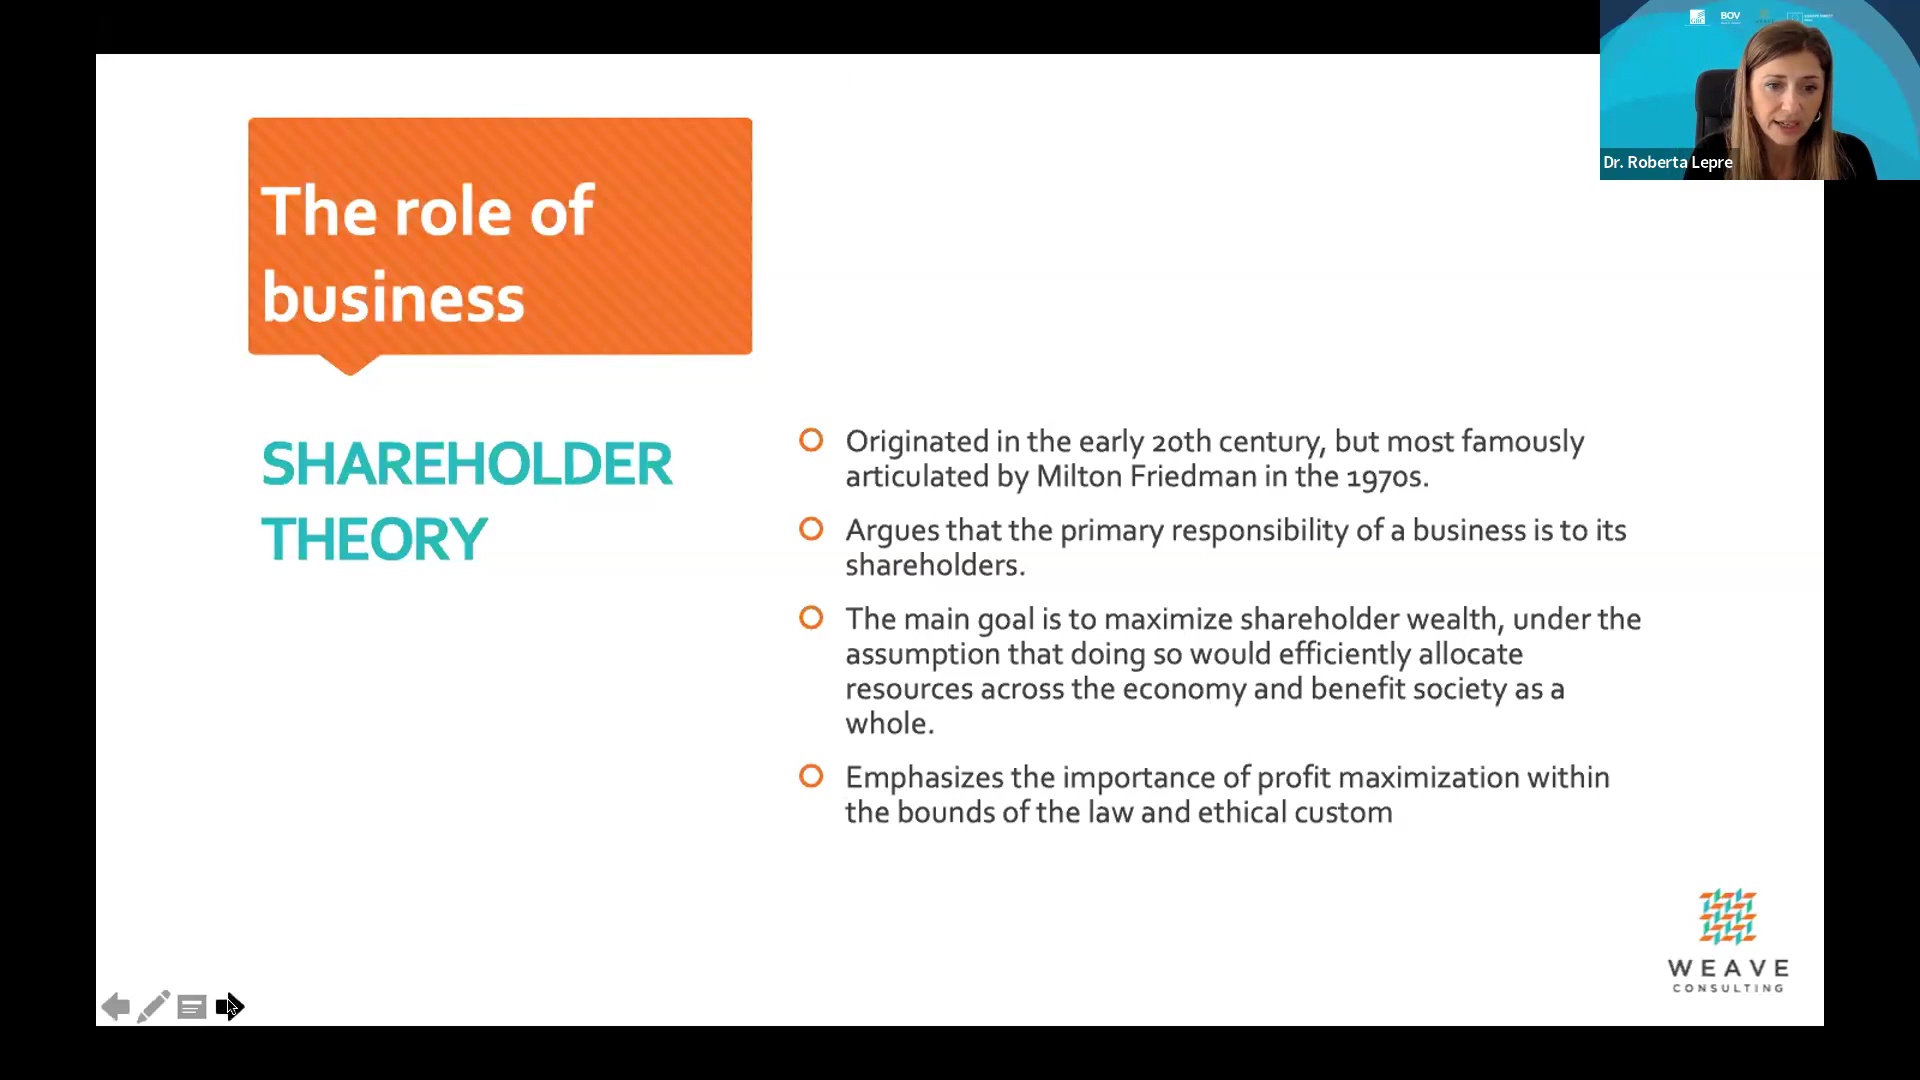 BOV
Dr. Roberta Lepre
The role of
business
SHAREHOLDER
THEORY
Originated in the early 20th century, but most famously
articulated by Milton Friedman in the 1970s.
Argues that the primary responsibility of a business is to its
shareholders.
The main goal is to maximize shareholder wealth, under the
assumption that doing so would efficiently allocate
resources across the economy and benefit society as a
whole.
Emphasizes the importance of profit maximization within
the bounds of the law and ethical custom
WEAVE
CONSULTING